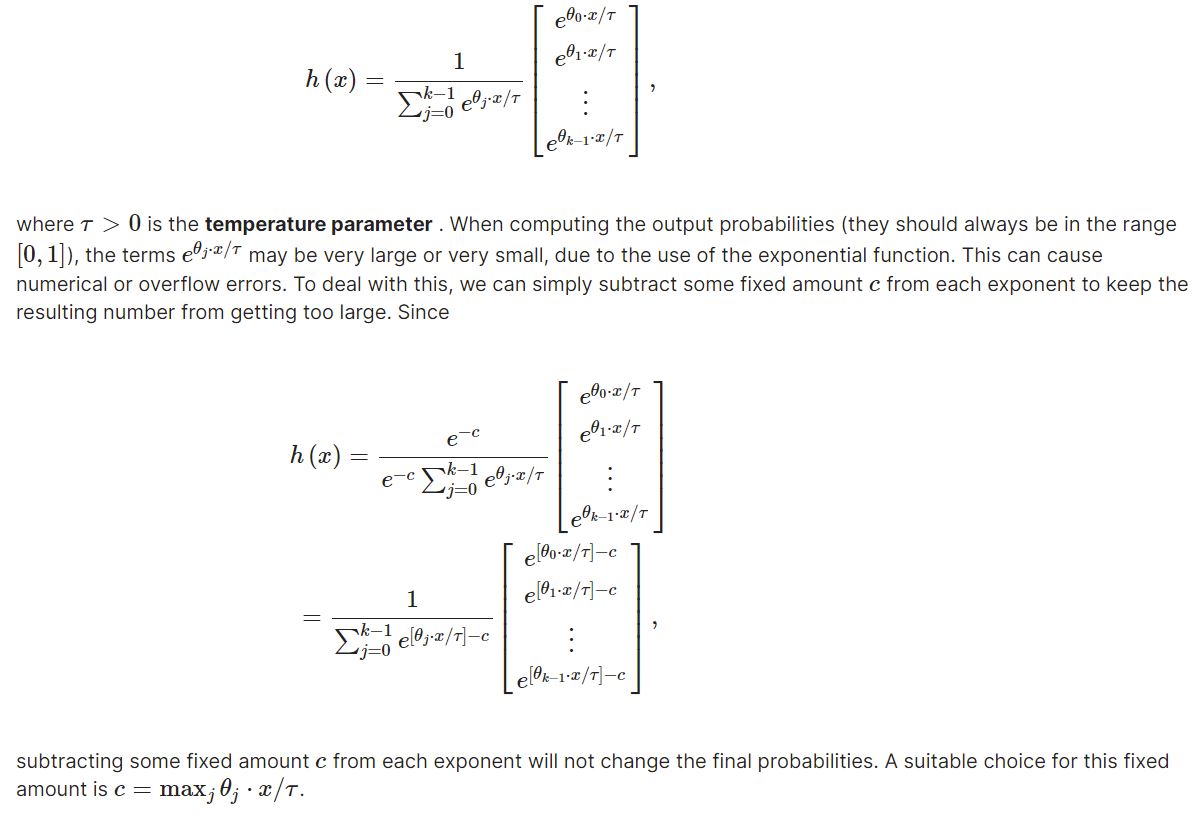 h (x) = \frac{1}{\sum_{j=0}^{k-1} e^{\theta_j \cdot x/\tau}} \begin{bmatrix} e^{\theta_0 \cdot x/\tau} \\ e^{\theta_1 \cdot x/\tau} \\ \vdots \\ e^{\theta_{k-1} \cdot x/\tau} \end{bmatrix},
where τ > 0 is the temperature parameter . When computing the output probabilities (they should always be in the range
[0, 1]), the terms e^{\theta_j \cdot x/\tau} may be very large or very small, due to the use of the exponential function. This can cause
numerical or overflow errors. To deal with this, we can simply subtract some fixed amount c from each exponent to keep the
resulting number from getting too large. Since
h (x) = \frac{e^{-c}}{e^{-c} \sum_{j=0}^{k-1} e^{\theta_j \cdot x/\tau}} \begin{bmatrix} e^{\theta_0 \cdot x/\tau} \\ e^{\theta_1 \cdot x/\tau} \\ \vdots \\ e^{\theta_{k-1} \cdot x/\tau} \end{bmatrix}
= \frac{1}{\sum_{j=0}^{k-1} e^{[\theta_j \cdot x/\tau]-c}} \begin{bmatrix} e^{[\theta_0 \cdot x/\tau]-c} \\ e^{[\theta_1 \cdot x/\tau]-c} \\ \vdots \\ e^{[\theta_{k-1} \cdot x/\tau]-c} \end{bmatrix},
subtracting some fixed amount c from each exponent will not change the final probabilities. A suitable choice for this fixed
amount is c = max_j θ_j · x/τ.